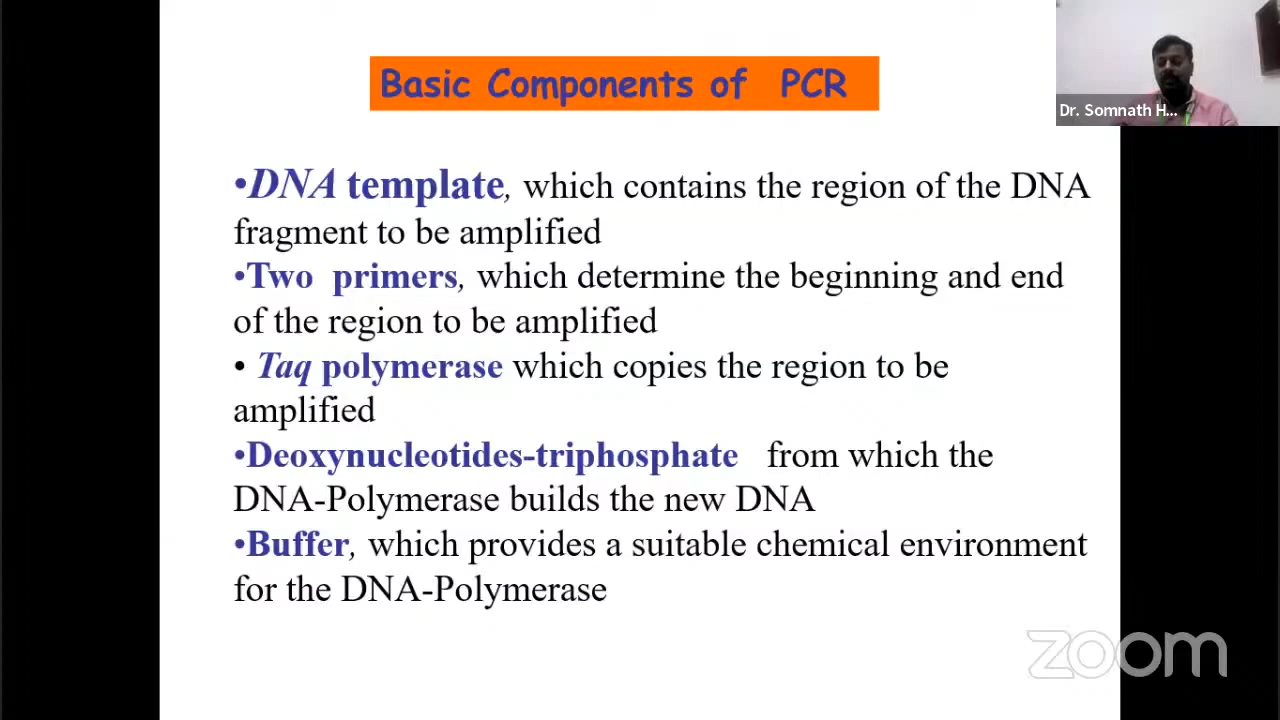 Basic Components of PCR
Dr. Somnath H...
•DNA template, which contains the region of the DNA
fragment to be amplified
•Two primers, which determine the beginning and end
of the region to be amplified
• Taq polymerase which copies the region to be
amplified
•Deoxynucleotides-triphosphate from which the
DNA-Polymerase builds the new DNA
•Buffer, which provides a suitable chemical environment
for the DNA-Polymerase
zoom